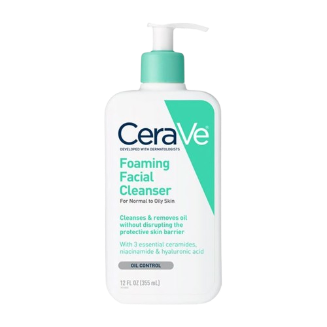 CeraVe
DEVELOPED WITH DERMATOLOGISTS
Foaming
Facial
Cleanser
For Normal to Oily Skin
Cleanses & removes oil
without disrupting the
protective skin barrier
With 3 essential ceramides,
niacinamide & hyaluronic acid
OIL CONTROL
12 FL OZ (355 mL)